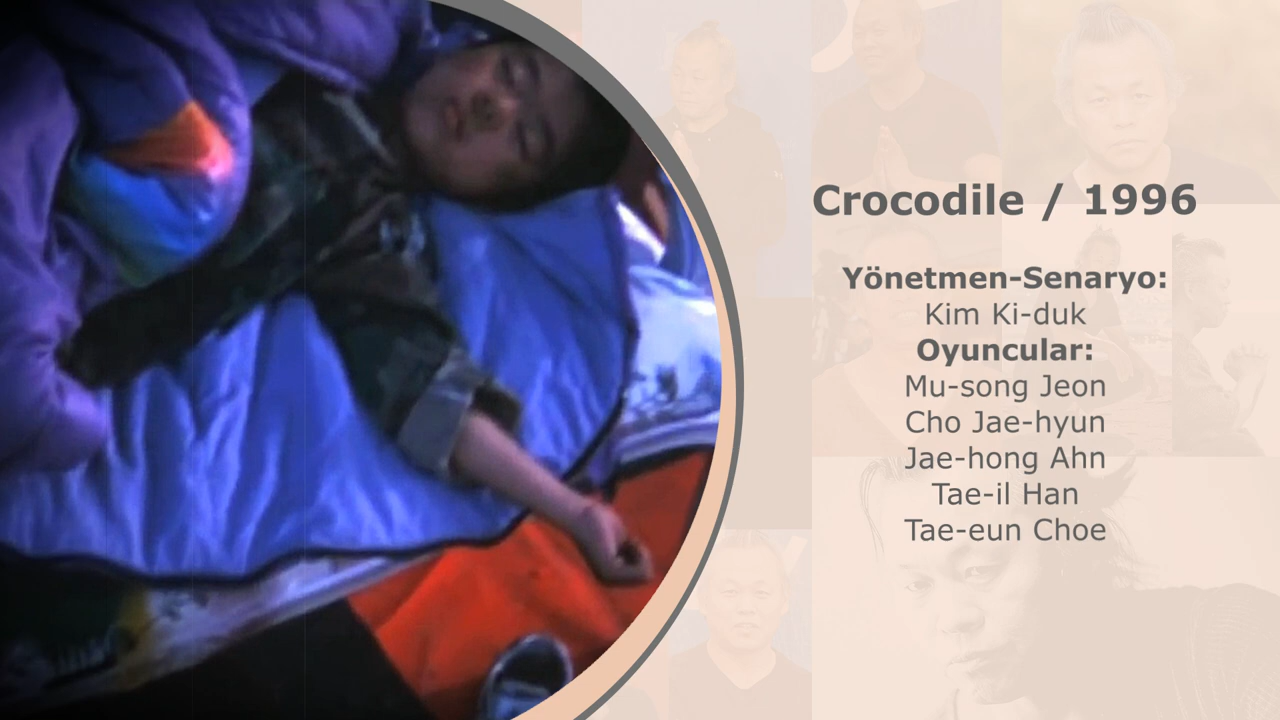 Crocodile / 1996
Yönetmen-Senaryo:
Kim Ki-duk
Oyuncular:
Mu-song Jeon
Cho Jae-hyun
Jae-hong Ahn
Tae-il Han
Tae-eun Choe